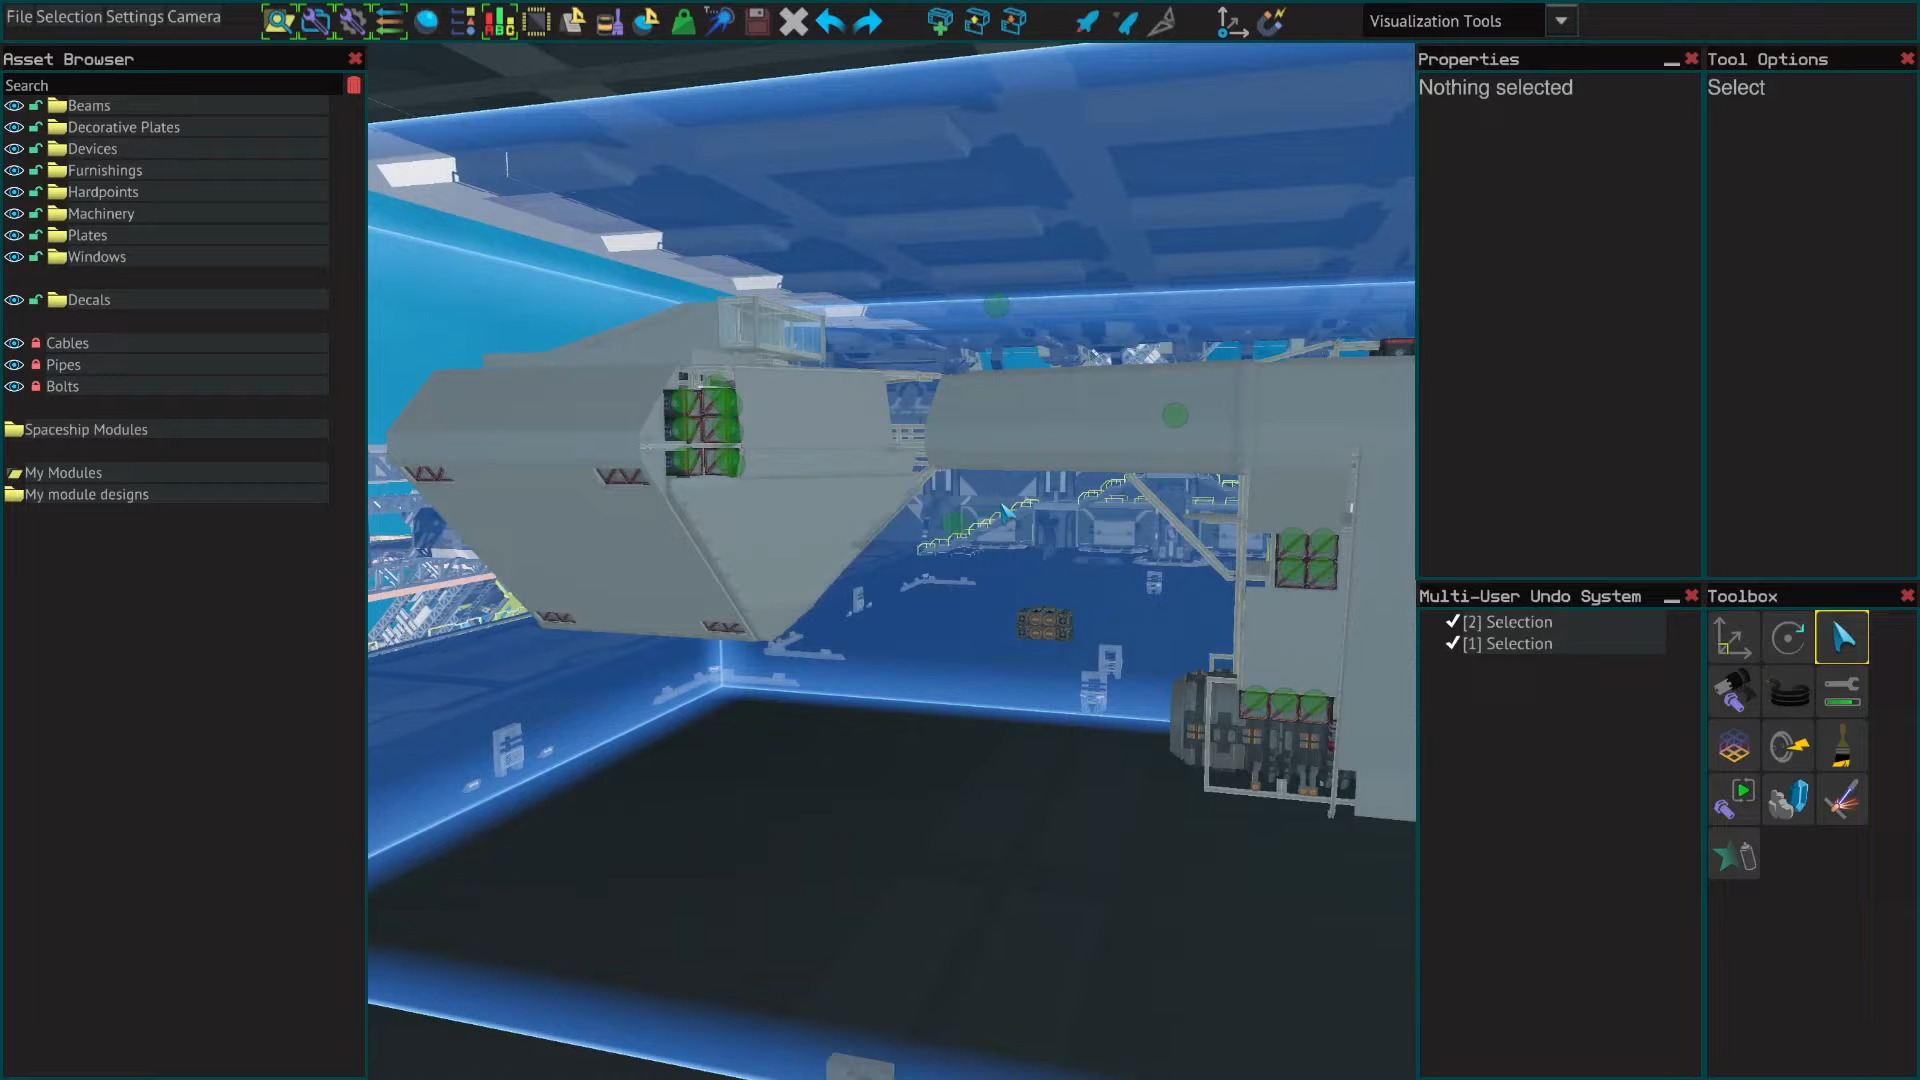 File Selection Settings Camera
Visualization Tools
Asset Browser
Search
Beams
Decorative Plates
Devices
Furnishings
Hardpoints
Machinery
Plates
Windows
Decals
Cables
Pipes
Bolts
Spaceship Modules
My Modules
My module designs
Properties
Nothing selected
Tool Options
Select
Multi-User Undo System
[2] Selection
[1] Selection
Toolbox
ABC